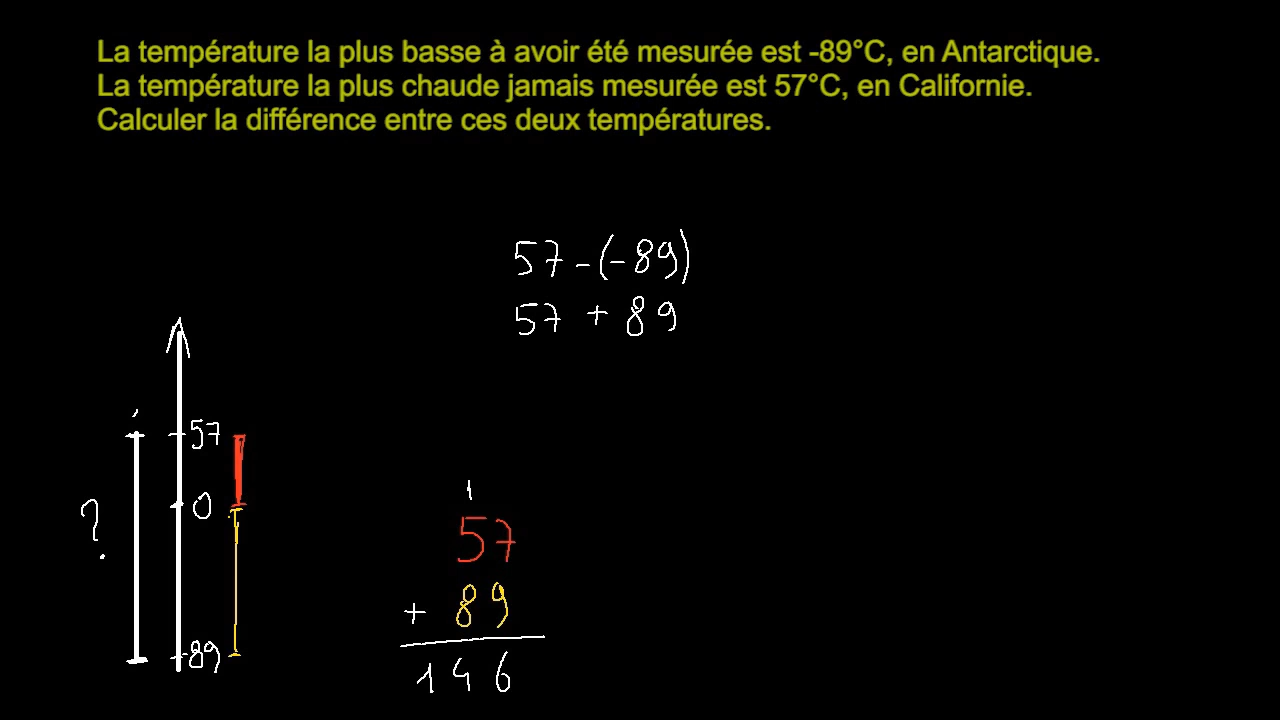 La température la plus basse à avoir été mesurée est -89°C, en Antarctique.
La température la plus chaude jamais mesurée est 57°C, en Californie.
Calculer la différence entre ces deux températures.
57 - (-89)
57 + 89
57
0
?
-89
1
57
+ 89
146